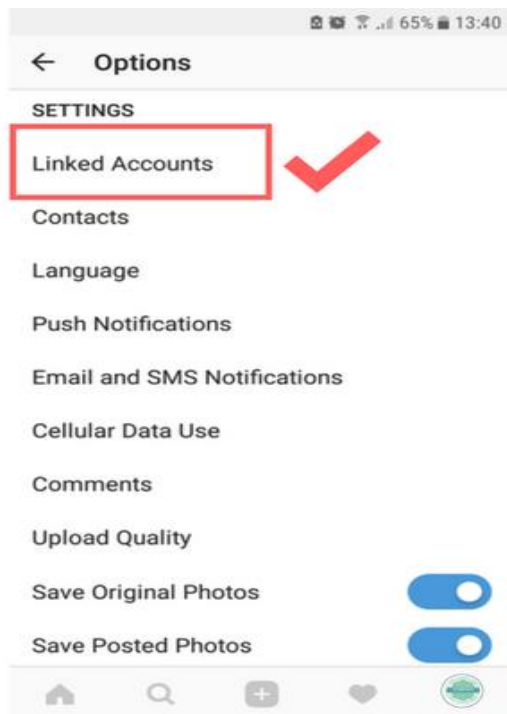 65% 13:40
Options
SETTINGS
Linked Accounts
Contacts
Language
Push Notifications
Email and SMS Notifications
Cellular Data Use
Comments
Upload Quality
Save Original Photos
Save Posted Photos